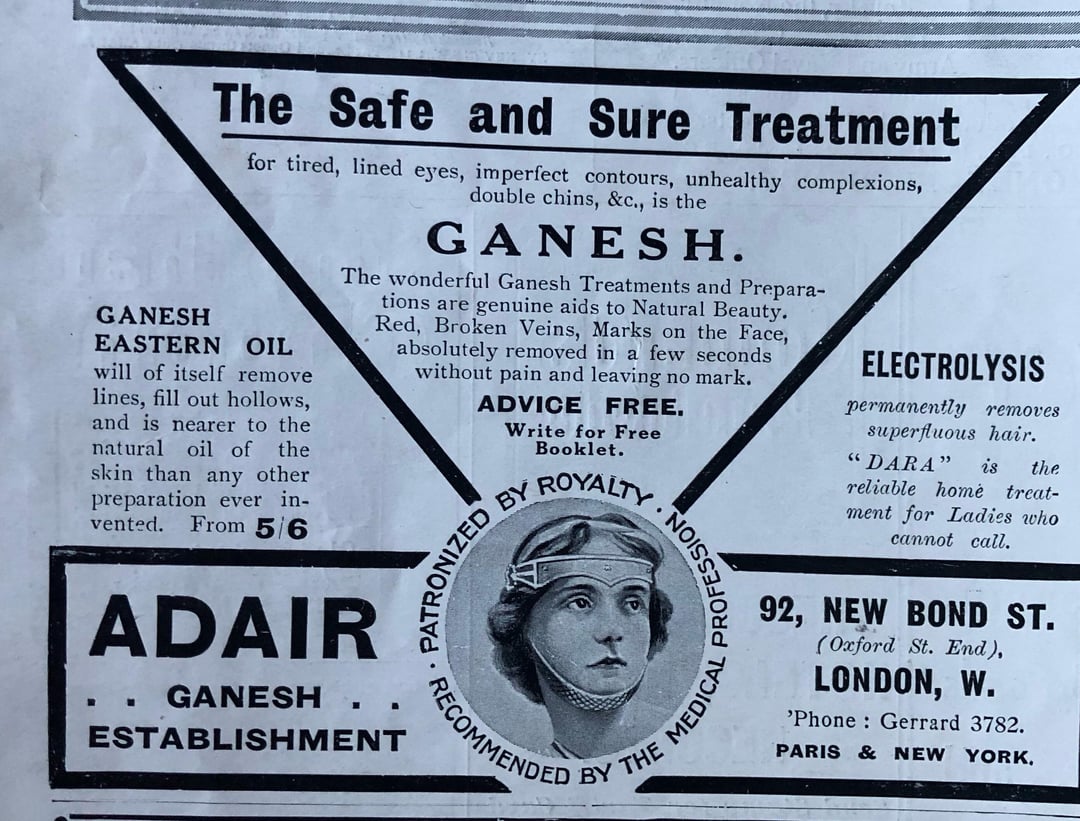 The Safe and Sure Treatment
for tired, lined eyes, imperfect contours, unhealthy complexions,
double chins, &c., is the
GANESH.
The wonderful Ganesh Treatments and Prepara-
tions are genuine aids to Natural Beauty.
Red, Broken Veins, Marks on the Face,
absolutely removed in a few seconds
without pain and leaving no mark.
ADVICE FREE.
Write for Free
Booklet.
GANESH
EASTERN OIL
will of itself remove
lines, fill out hollows,
and is nearer to the
natural oil of the
skin than any other
preparation ever in-
vented. From 5/6
ELECTROLYSIS
permanently removes
superfluous hair.
"DARA" is the
reliable home treat-
ment for Ladies who
cannot call.
· PATRONIZED BY ROYALTY · RECOMMENDED BY THE MEDICAL PROFESSION ·
ADAIR
. . GANESH . .
ESTABLISHMENT
92, NEW BOND ST.
(Oxford St. End),
LONDON, W.
'Phone : Gerrard 3782.
PARIS & NEW YORK.